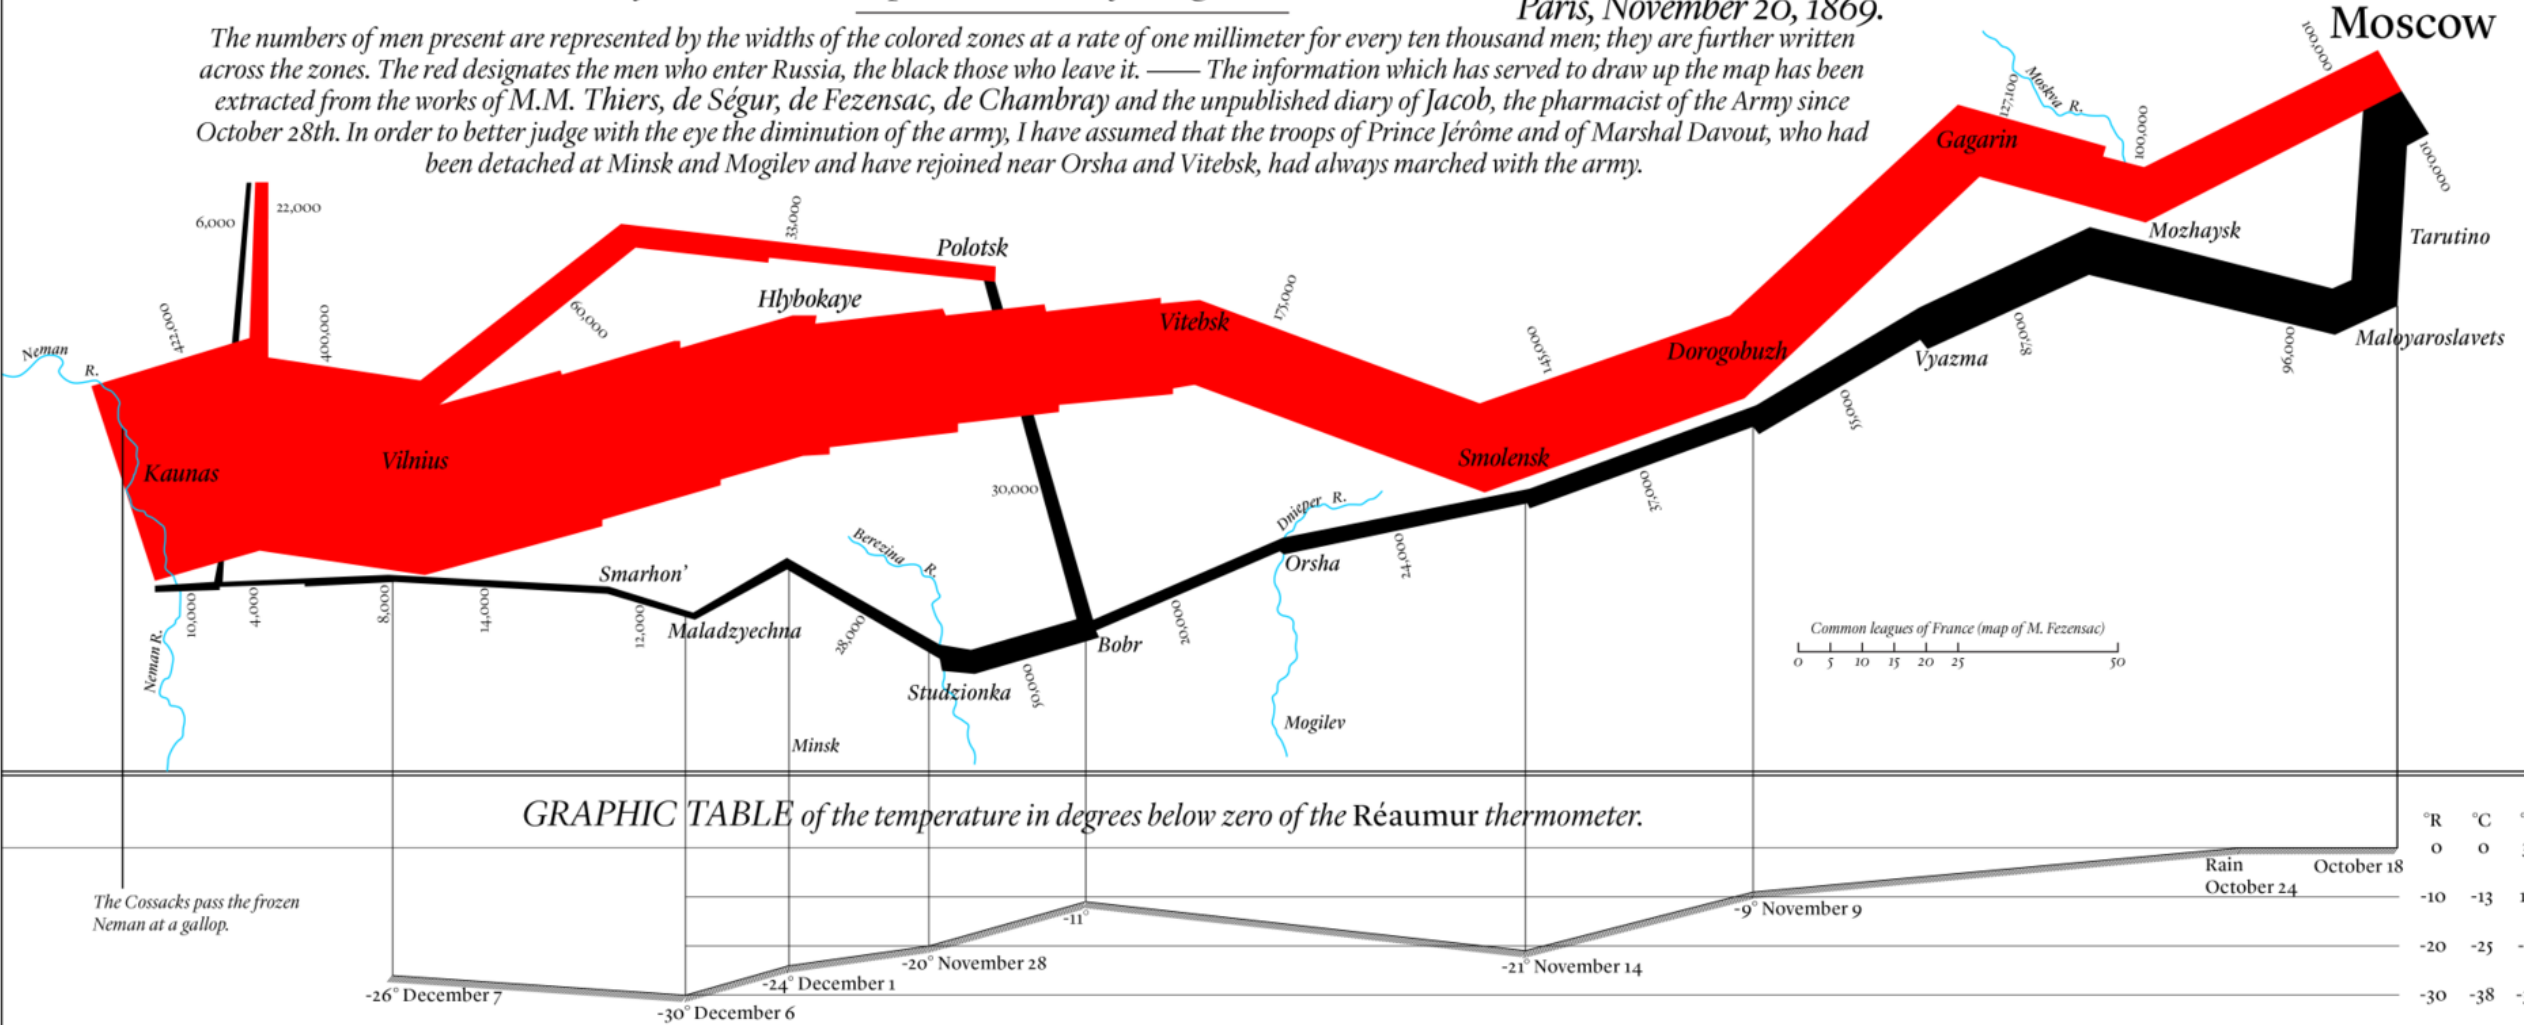 Paris, November 20, 1869.
Moscow
The numbers of men present are represented by the widths of the colored zones at a rate of one millimeter for every ten thousand men; they are further written
across the zones. The red designates the men who enter Russia, the black those who leave it. —— The information which has served to draw up the map has been
extracted from the works of M.M. Thiers, de Ségur, de Fezensac, de Chambray and the unpublished diary of Jacob, the pharmacist of the Army since
October 28th. In order to better judge with the eye the diminution of the army, I have assumed that the troops of Prince Jérôme and of Marshal Davout, who had
been detached at Minsk and Mogilev and have rejoined near Orsha and Vitebsk, had always marched with the army.
100,000
Moskva R.
127,100
100,000
Gagarin
100,000
6,000
22,000
33,000
Polotsk
Mozhaysk
Tarutino
422,000
400,000
60,000
Hlybokaye
Vitebsk
175,000
145,000
Dorogobuzh
Vyazma
87,000
96,000
Maloyaroslavets
Neman
R.
55,000
Kaunas
Vilnius
Smolensk
30,000
37,000
Dnieper R.
Berezina
R.
Orsha
24,000
Smarhon’
10,000
4,000
8,000
14,000
12,000
Maladzyechna
28,000
20,000
Bobr
Neman R.
Studzionka
50,000
Common leagues of France (map of M. Fezensac)
0 5 10 15 20 25 50
Mogilev
Minsk
GRAPHIC TABLE of the temperature in degrees below zero of the Réaumur thermometer.
°R °C
0 0
Rain
October 24
October 18
The Cossacks pass the frozen
Neman at a gallop.
-10 -13
-9° November 9
-11°
-20 -25
-20° November 28
-21° November 14
-24° December 1
-26° December 7
-30 -38
-30° December 6